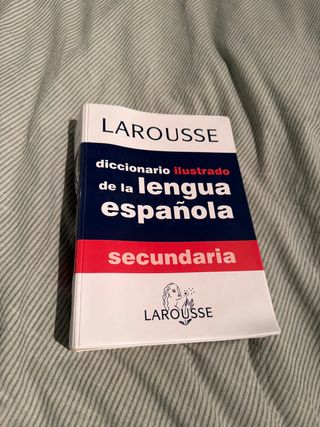 LAROUSSE
diccionario ilustrado
de la lengua
española
secundaria
LAROUSSE